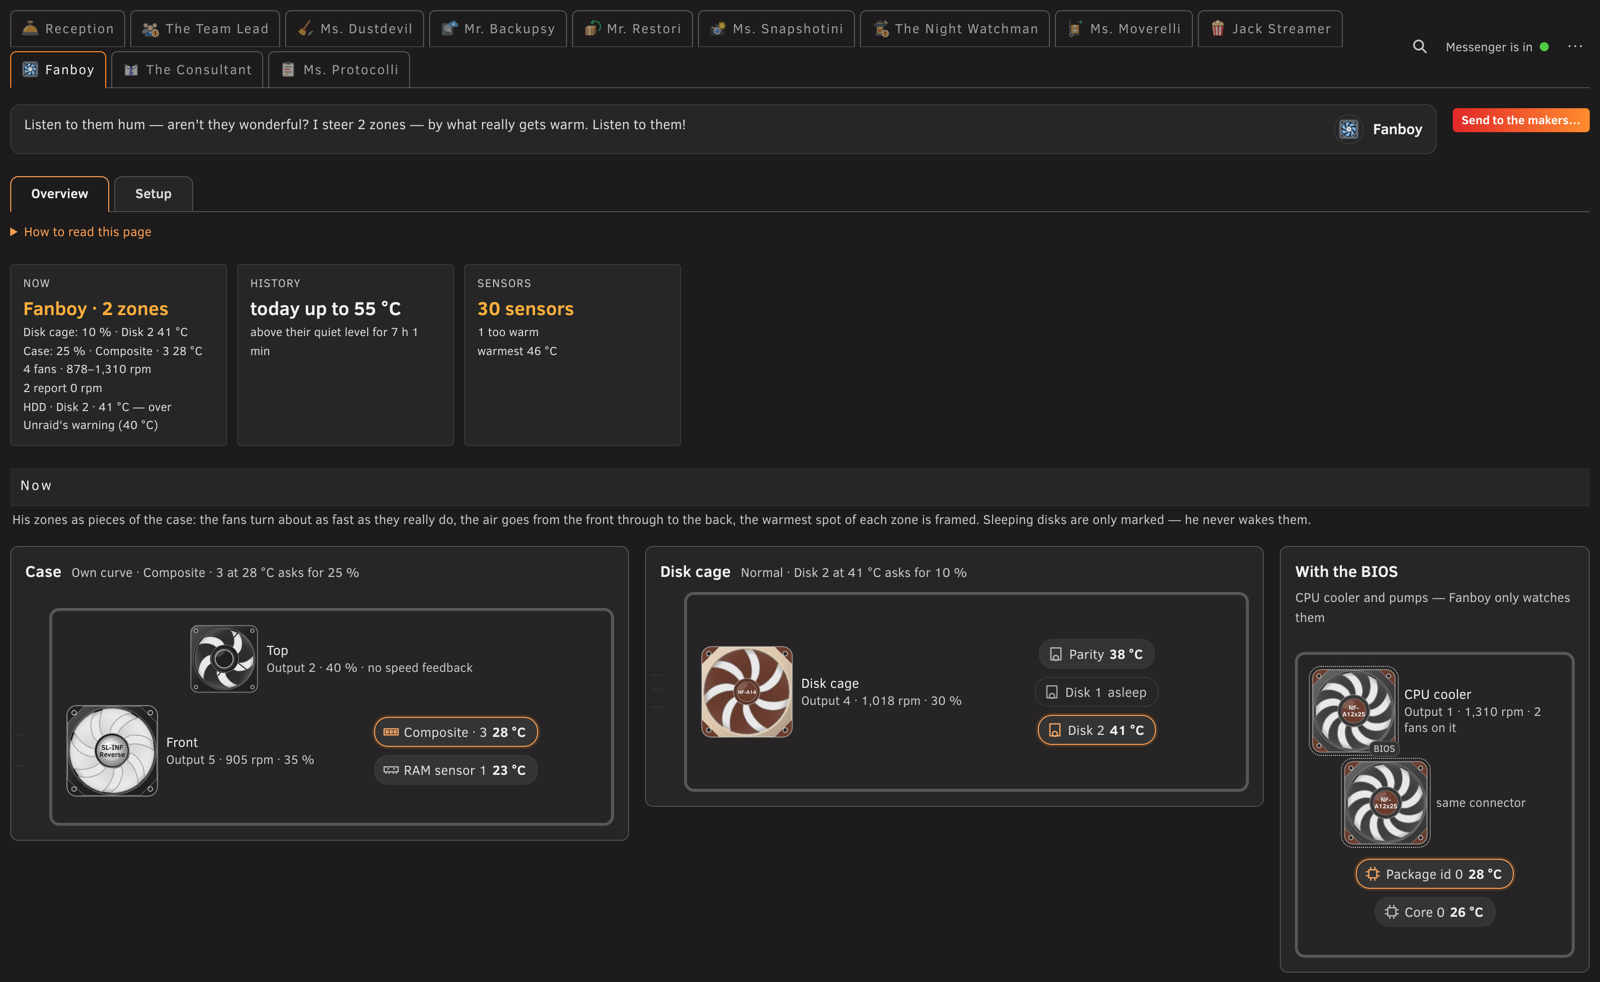 Reception
The Team Lead
Ms. Dustdevil
Mr. Backupsy
Mr. Restori
Ms. Snapshotini
The Night Watchman
Ms. Moverelli
Jack Streamer
Messenger is in
Fanboy
The Consultant
Ms. Protocolli
Listen to them hum — aren't they wonderful? I steer 2 zones — by what really gets warm. Listen to them!
Fanboy
Send to the makers...
Overview
Setup
How to read this page
NOW
Fanboy · 2 zones
Disk cage: 10 % · Disk 2 41 °C
Case: 25 % · Composite · 3 28 °C
4 fans · 878–1,310 rpm
2 report 0 rpm
HDD · Disk 2 · 41 °C — over
Unraid's warning (40 °C)
HISTORY
today up to 55 °C
above their quiet level for 7 h 1
min
SENSORS
30 sensors
1 too warm
warmest 46 °C
Now
His zones as pieces of the case: the fans turn about as fast as they really do, the air goes from the front through to the back, the warmest spot of each zone is framed. Sleeping disks are only marked — he never wakes them.
Case Own curve · Composite · 3 at 28 °C asks for 25 %
Top
Output 2 · 40 % · no speed feedback
SL-INF
Reverse
Front
Output 5 · 905 rpm · 35 %
Composite · 3 28 °C
RAM sensor 1 23 °C
Disk cage Normal · Disk 2 at 41 °C asks for 10 %
NF-A14
Disk cage
Output 4 · 1,018 rpm · 30 %
Parity 38 °C
Disk 1 asleep
Disk 2 41 °C
With the BIOS
CPU cooler and pumps — Fanboy only watches
them
NF-
A12x25
CPU cooler
Output 1 · 1,310 rpm · 2
fans on it
BIOS
NF-
A12x25
same connector
Package id 0 28 °C
Core 0 26 °C